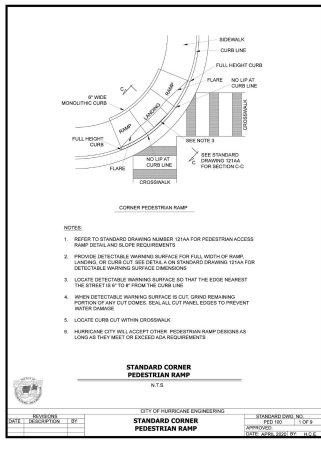 SIDEWALK
CURB LINE
FULL HEIGHT CURB
FLARE
NO LIP AT
CURB LINE
C
6" WIDE
MONOLITHIC CURB
RAMP
LANDING
RAMP
CROSSWALK
FULL HEIGHT
CURB
SEE NOTE 3
FLARE
NO LIP AT
CURB LINE
C
SEE STANDARD
DRAWING 121AA
FOR SECTION C-C
CROSSWALK
CORNER PEDESTRIAN RAMP
NOTES:
1. REFER TO STANDARD DRAWING NUMBER 121AA FOR PEDESTRIAN ACCESS
RAMP DETAIL AND SLOPE REQUIREMENTS
2. PROVIDE DETECTABLE WARNING SURFACE FOR FULL WIDTH OF RAMP,
LANDING, OR CURB CUT. SEE DETAIL A ON STANDARD DRAWING 121AA FOR
DETECTABLE WARNING SURFACE DIMENSIONS
3. LOCATE DETECTABLE WARNING SURFACE SO THAT THE EDGE NEAREST
THE STREET IS 6" TO 8" FROM THE CURB LINE
4. WHEN DETECTABLE WARNING SURFACE IS CUT, GRIND REMAINING
PORTION OF ANY CUT DOMES. SEAL ALL CUT PANEL EDGES TO PREVENT
WATER DAMAGE
5. LOCATE CURB CUT WITHIN CROSSWALK
6. HURRICANE CITY WILL ACCEPT OTHER PEDESTRIAN RAMP DESIGNS AS
LONG AS THEY MEET OR EXCEED ADA REQUIREMENTS
STANDARD CORNER
PEDESTRIAN RAMP
N.T.S.
CITY OF HURRICANE ENGINEERING
REVISIONS
DATE DESCRIPTION BY
STANDARD CORNER
PEDESTRIAN RAMP
STANDARD DWG. NO.
PED 100 1 OF 9
APPROVED:
DATE: APRIL 2020 BY: H.C.E.